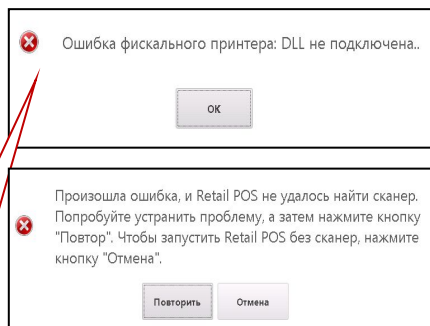 Ошибка фискального принтера: DLL не подключена..
ОК
Произошла ошибка, и Retail POS не удалось найти сканер.
Попробуйте устранить проблему, а затем нажмите кнопку
"Повтор". Чтобы запустить Retail POS без сканер, нажмите
кнопку "Отмена".
Повторить Отмена